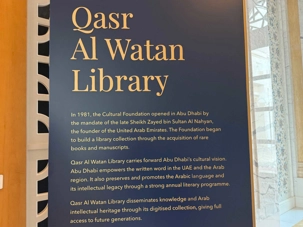 Qasr
Al Watan
Library
In 1981, the Cultural Foundation opened in Abu Dhabi by
the mandate of the late Sheikh Zayed bin Sultan Al Nahyan,
the founder of the United Arab Emirates. The Foundation began
to build a library collection through the acquisition of rare
books and manuscripts.
Qasr Al Watan Library carries forward Abu Dhabi's cultural vision.
Abu Dhabi empowers the written word in the UAE and the Arab
region. It also preserves and promotes the Arabic language and
its intellectual legacy through a strong annual literary programme.
Qasr Al Watan Library disseminates knowledge and Arab
intellectual heritage through its digitised collection, giving full
access to future generations.